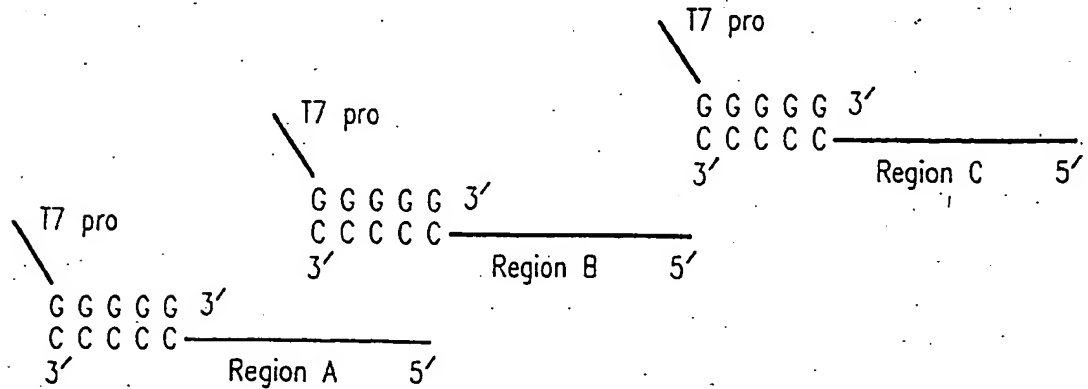 T7 pro
G G G G G 3′
C C C C C
3′ Region C 5′
T7 pro
G G G G G 3′
C C C C C
3′ Region B 5′
T7 pro
G G G G G 3′
C C C C C
3′ Region A 5′